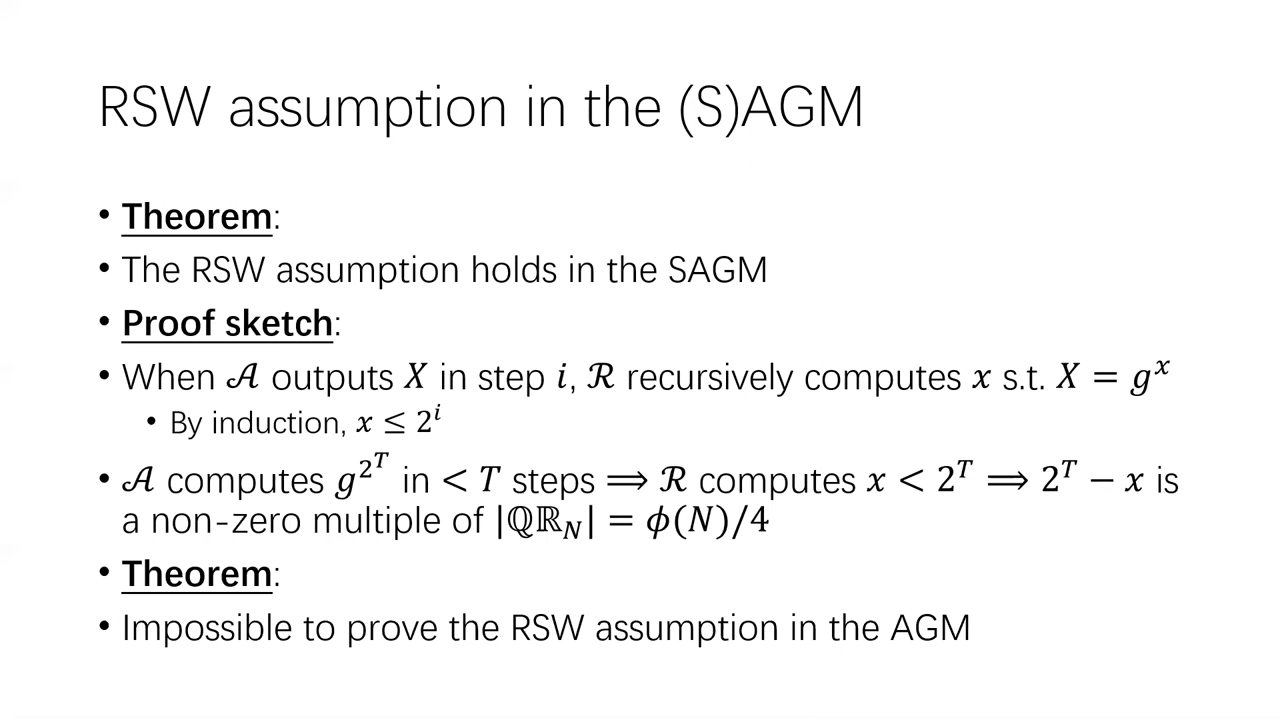 RSW assumption in the (S)AGM
• Theorem:
• The RSW assumption holds in the SAGM
• Proof sketch:
• When 𝒜 outputs 𝑋 in step 𝑖, ℛ recursively computes 𝑥 s.t. 𝑋 = 𝑔^𝑥
• By induction, 𝑥 ≤ 2^𝑖
• 𝒜 computes 𝑔^{2^𝑇} in < 𝑇 steps ⟹ ℛ computes 𝑥 < 2^𝑇 ⟹ 2^𝑇 − 𝑥 is
a non-zero multiple of |ℚℝ_𝑁| = 𝜙(𝑁)/4
• Theorem:
• Impossible to prove the RSW assumption in the AGM